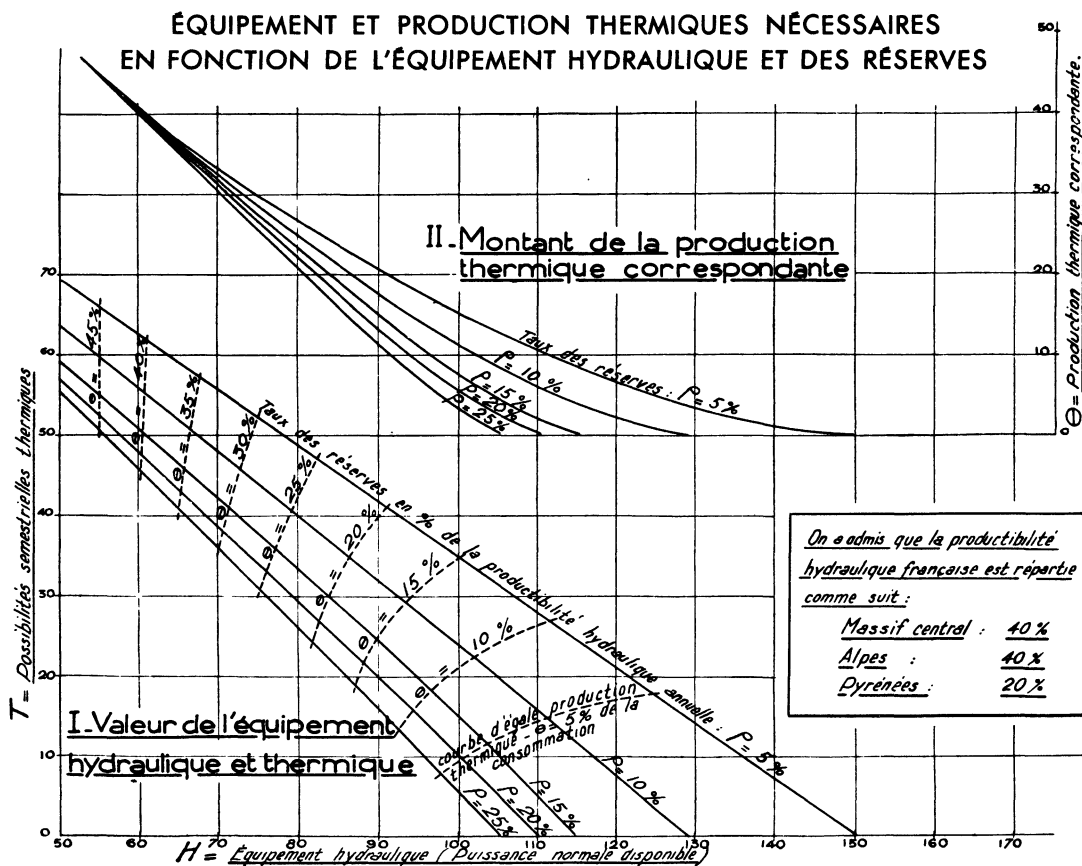 ÉQUIPEMENT ET PRODUCTION THERMIQUES NÉCESSAIRES
EN FONCTION DE L'ÉQUIPEMENT HYDRAULIQUE ET DES RÉSERVES
50
40
30
20
10
0
Θ = Production thermique correspondante.
II_Montant de la production
thermique correspondante
Taux des réserves : ρ = 5 %
ρ = 10 %
ρ = 15 %
ρ = 20 %
ρ = 25 %
70
60
50
40
30
20
10
0
T = Possibilités semestrielles thermiques
Θ = 45 %
Θ = 40 %
Θ = 35 %
Θ = 30 %
Θ = 25 %
Θ = 20 %
Θ = 15 %
Θ = 10 %
Taux des réserves en % de la productibilité hydraulique annuelle : ρ = 5 %
courbe d'égale production
thermique - Θ = 5% de la
consommation
ρ = 10 %
ρ = 15 %
ρ = 20 %
ρ = 25 %
I_Valeur de l'équipement
hydraulique et thermique
On a admis que la productibilité
hydraulique française est répartie
comme suit :
Massif central : 40 %
Alpes : 40 %
Pyrénées : 20 %
50 60 70 80 90 100 110 120 130 140 150 160 170
H = Équipement hydraulique (Puissance normale disponible)